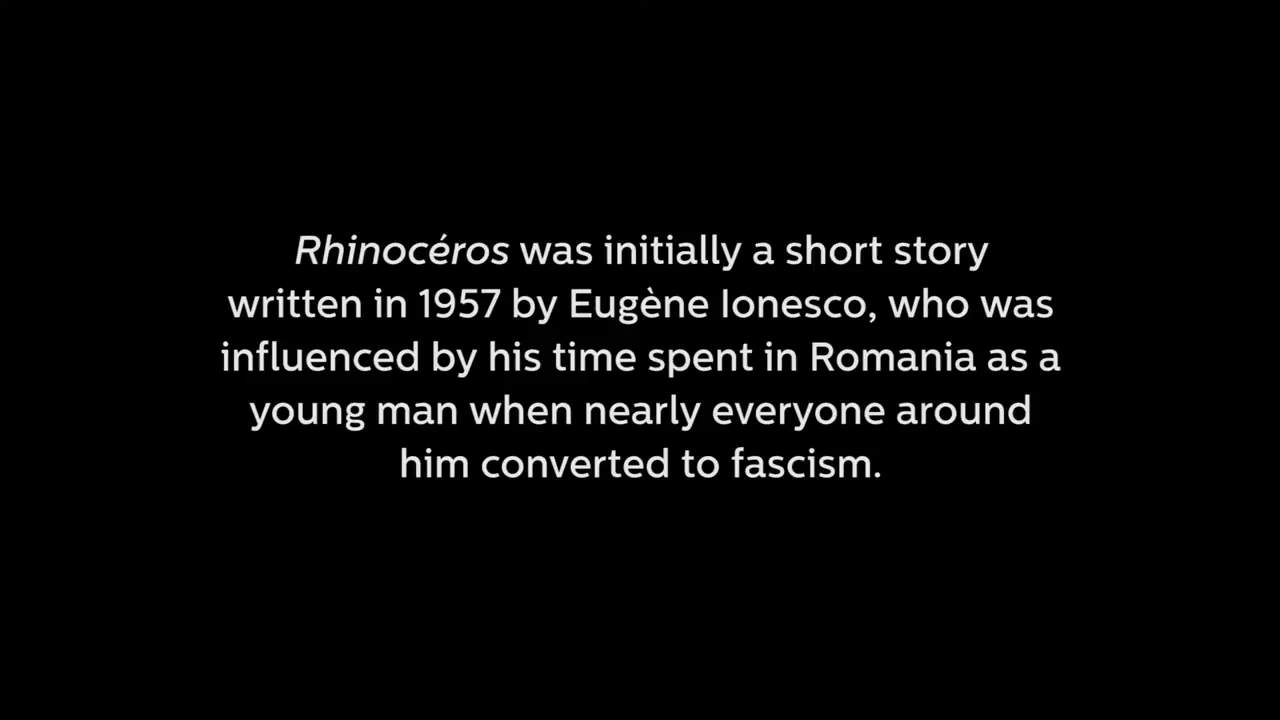 Rhinocéros was initially a short story
written in 1957 by Eugène Ionesco, who was
influenced by his time spent in Romania as a
young man when nearly everyone around
him converted to fascism.